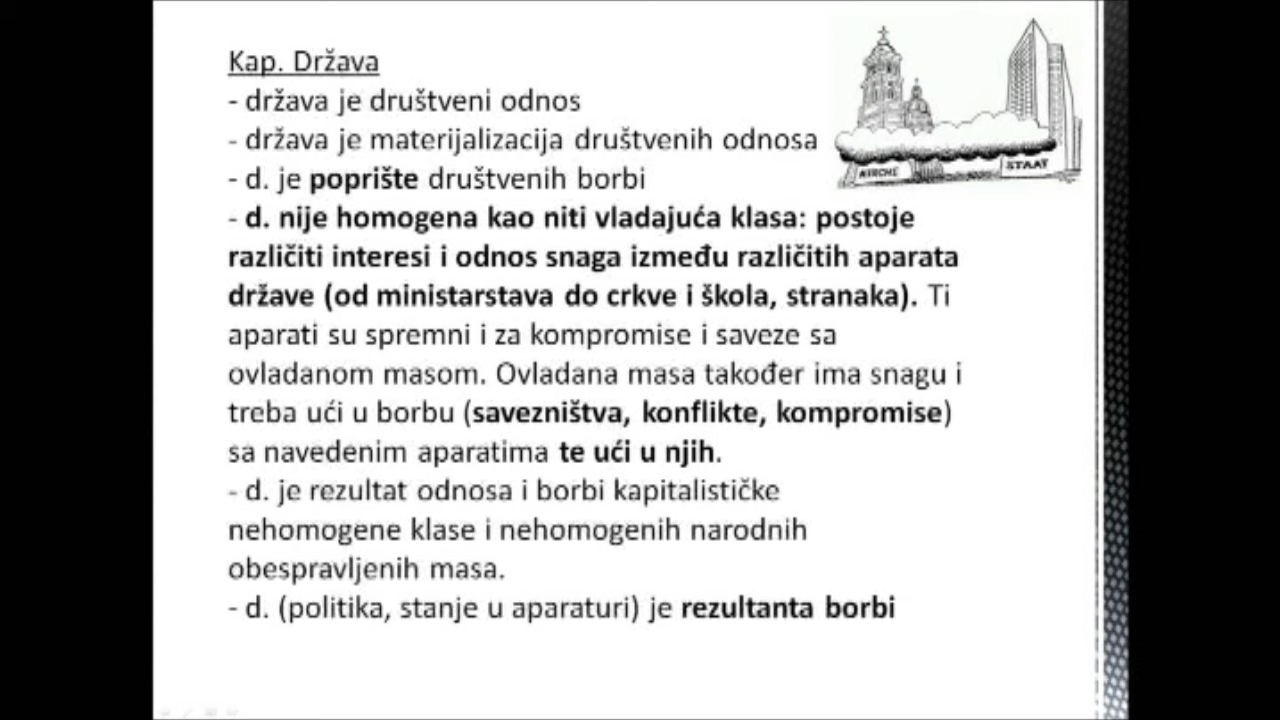 Kap. Država
- država je društveni odnos
- država je materijalizacija društvenih odnosa
- d. je poprište društvenih borbi
- d. nije homogena kao niti vladajuća klasa: postoje
različiti interesi i odnos snaga između različitih aparata
države (od ministarstava do crkve i škola, stranaka). Ti
aparati su spremni i za kompromise i saveze sa
ovladanom masom. Ovladana masa također ima snagu i
treba ući u borbu (savezništva, konflikte, kompromise)
sa navedenim aparatima te ući u njih.
- d. je rezultat odnosa i borbi kapitalističke
nehomogene klase i nehomogenih narodnih
obespravljenih masa.
- d. (politika, stanje u aparaturi) je rezultanta borbi
KIRCHE
STAAT